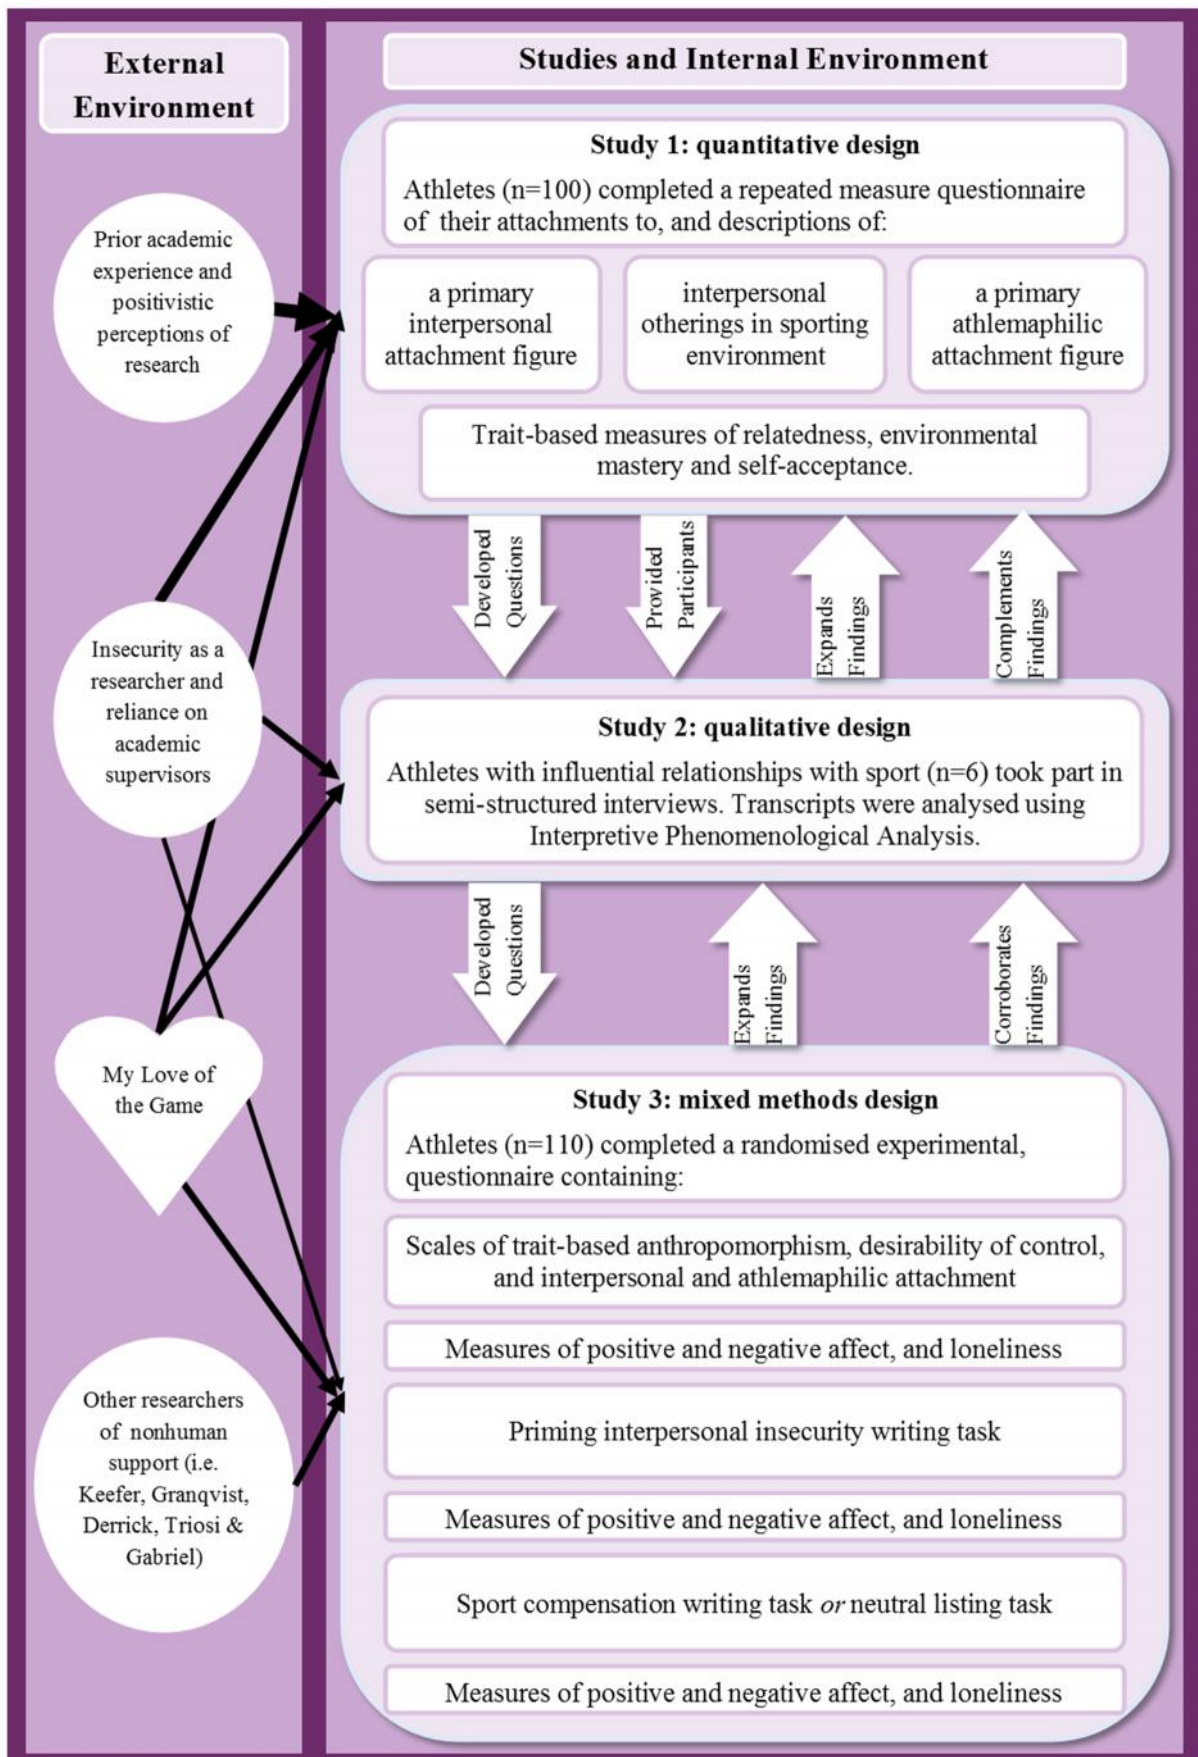 External
Environment
Prior academic
experience and
positivistic
perceptions of
research
Insecurity as a
researcher and
reliance on
academic
supervisors
My Love of
the Game
Other researchers
of nonhuman
support (i.e.
Keefer, Granqvist,
Derrick, Triosi &
Gabriel)
Studies and Internal Environment
Study 1: quantitative design
Athletes (n=100) completed a repeated measure questionnaire
of their attachments to, and descriptions of:
a primary
interpersonal
attachment figure
interpersonal
otherings in sporting
environment
a primary
athlemaphilic
attachment figure
Trait-based measures of relatedness, environmental
mastery and self-acceptance.
Developed
Questions
Provided
Participants
Expands
Findings
Complements
Findings
Study 2: qualitative design
Athletes with influential relationships with sport (n=6) took part in
semi-structured interviews. Transcripts were analysed using
Interpretive Phenomenological Analysis.
Developed
Questions
Expands
Findings
Corroborates
Findings
Study 3: mixed methods design
Athletes (n=110) completed a randomised experimental,
questionnaire containing:
Scales of trait-based anthropomorphism, desirability of control,
and interpersonal and athlemaphilic attachment
Measures of positive and negative affect, and loneliness
Priming interpersonal insecurity writing task
Measures of positive and negative affect, and loneliness
Sport compensation writing task or neutral listing task
Measures of positive and negative affect, and loneliness